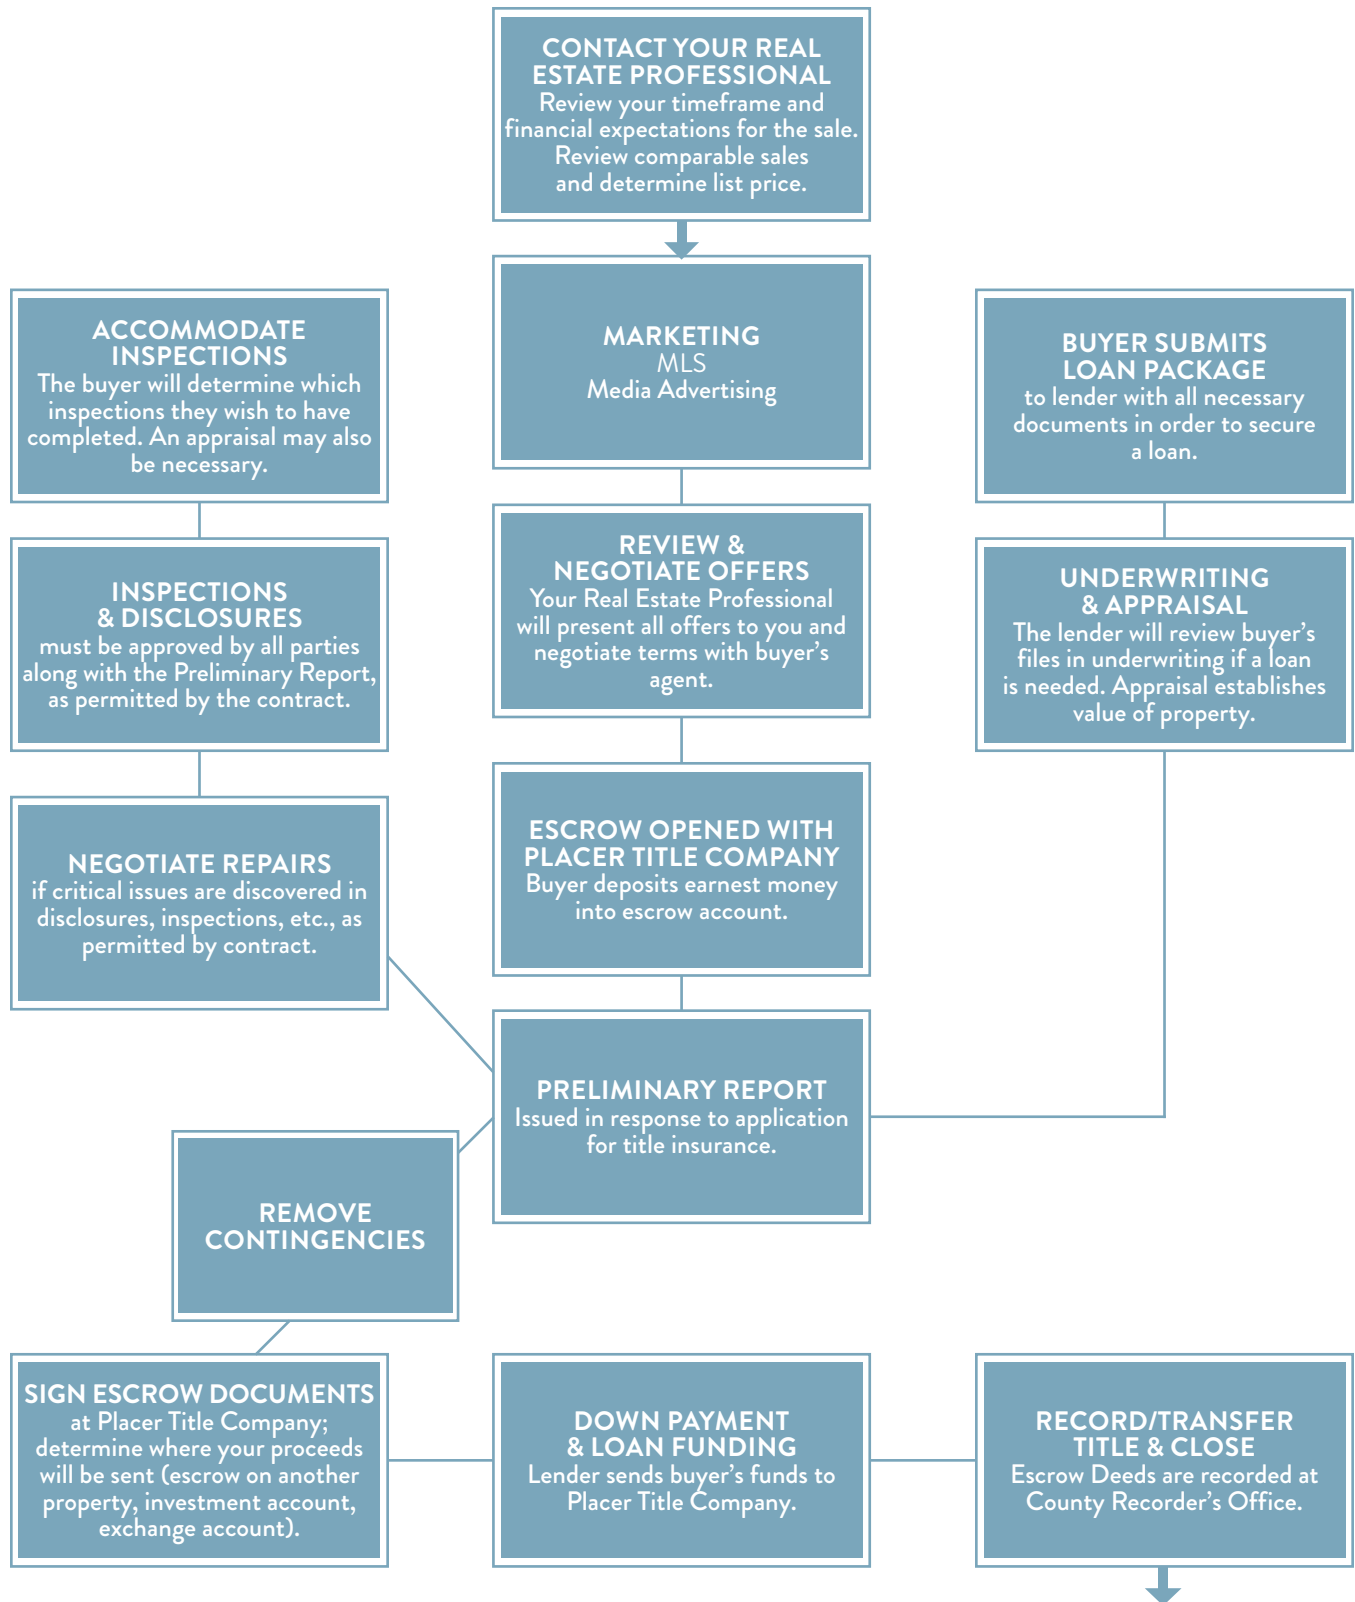 CONTACT YOUR REAL
ESTATE PROFESSIONAL
Review your timeframe and
financial expectations for the sale.
Review comparable sales
and determine list price.
MARKETING
MLS
Media Advertising
ACCOMMODATE
INSPECTIONS
The buyer will determine which
inspections they wish to have
completed. An appraisal may also
be necessary.
BUYER SUBMITS
LOAN PACKAGE
to lender with all necessary
documents in order to secure
a loan.
REVIEW &
NEGOTIATE OFFERS
Your Real Estate Professional
will present all offers to you and
negotiate terms with buyer's
agent.
INSPECTIONS
& DISCLOSURES
must be approved by all parties
along with the Preliminary Report,
as permitted by the contract.
UNDERWRITING
& APPRAISAL
The lender will review buyer’s
files in underwriting if a loan
is needed. Appraisal establishes
value of property.
ESCROW OPENED WITH
PLACER TITLE COMPANY
Buyer deposits earnest money
into escrow account.
NEGOTIATE REPAIRS
if critical issues are discovered in
disclosures, inspections, etc., as
permitted by contract.
PRELIMINARY REPORT
Issued in response to application
for title insurance.
REMOVE
CONTINGENCIES
SIGN ESCROW DOCUMENTS
at Placer Title Company;
determine where your proceeds
will be sent (escrow on another
property, investment account,
exchange account).
DOWN PAYMENT
& LOAN FUNDING
Lender sends buyer’s funds to
Placer Title Company.
RECORD/TRANSFER
TITLE & CLOSE
Escrow Deeds are recorded at
County Recorder’s Office.